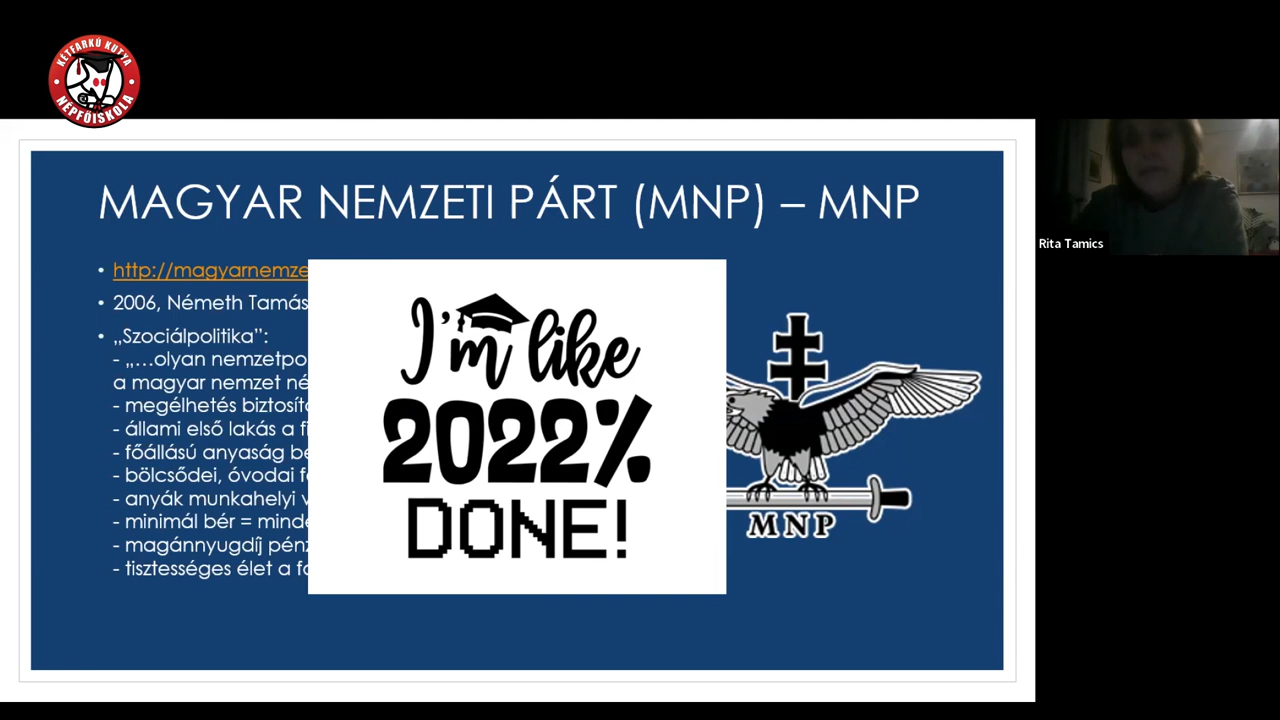 KÉTFARKÚ KUTYA
NÉPFŐISKOLA
MAGYAR NEMZETI PÁRT (MNP) – MNP
• http://magyarnemze
• 2006, Németh Tamás
• „Szociálpolitika”:
- „…olyan nemzetpo
a magyar nemzet né
- megélhetés biztosít
- állami első lakás a f
- főállású anyaság be
- bölcsődei, óvodai f
- anyák munkahelyi v
- minimál bér = mind
- magánnyugdíj pénz
- tisztességes élet a f
I'm like
2022%
DONE!
MNP
Rita Tamics